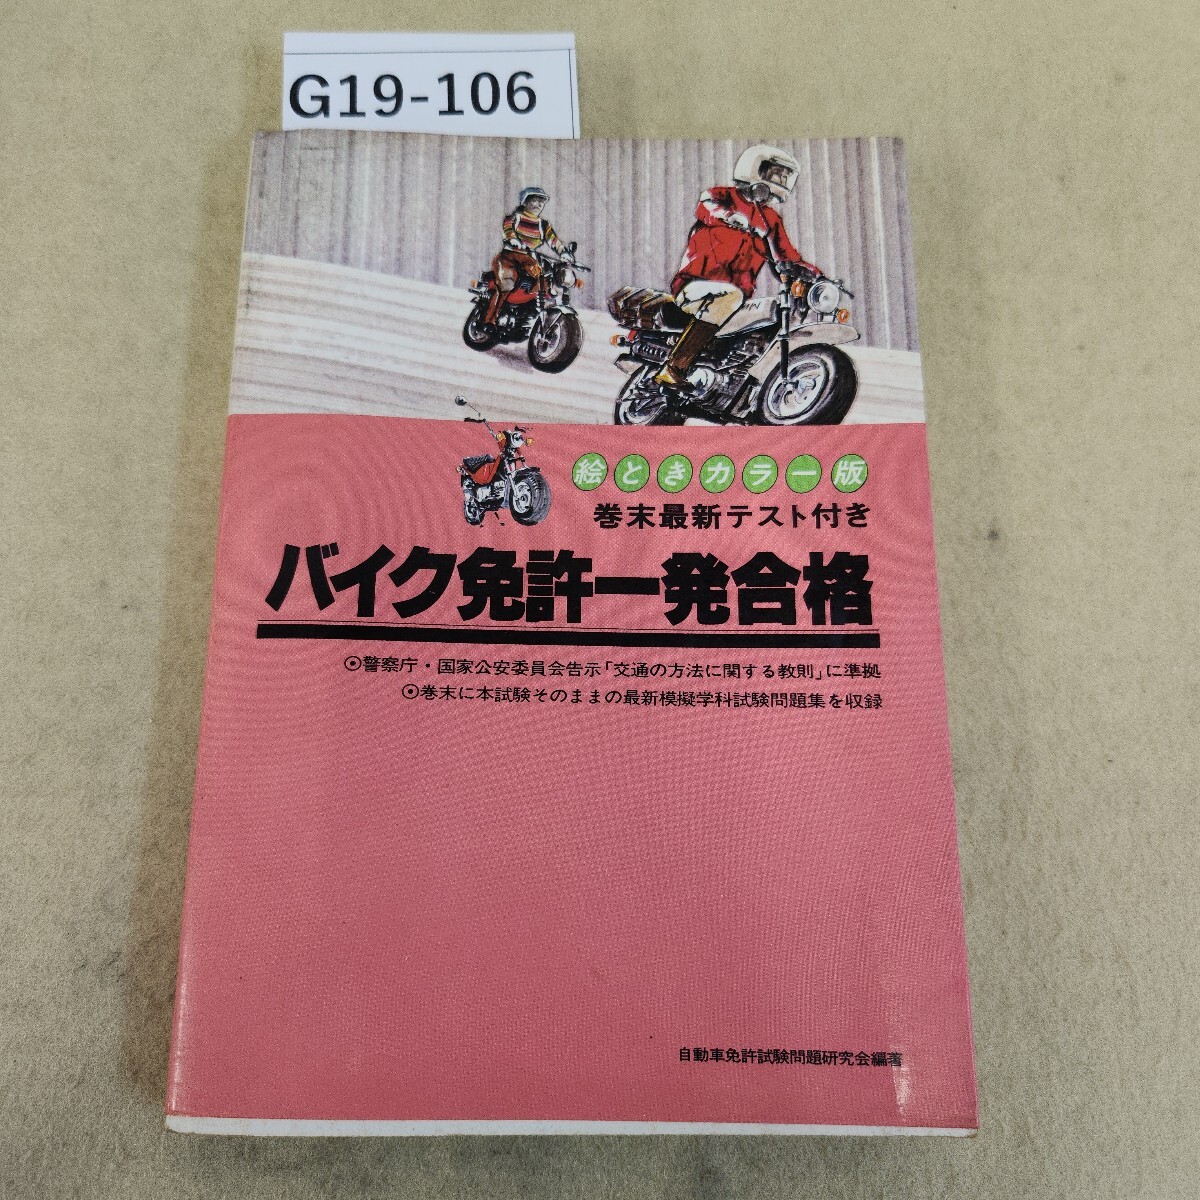 G19-106
絵ときカラー版
巻末最新テスト付き
バイク免許一発合格
⦿警察庁・国家公安委員会告示「交通の方法に関する教則」に準拠
⦿巻末に本試験そのままの最新模擬学科試験問題集を収録
自動車免許試験問題研究会編著